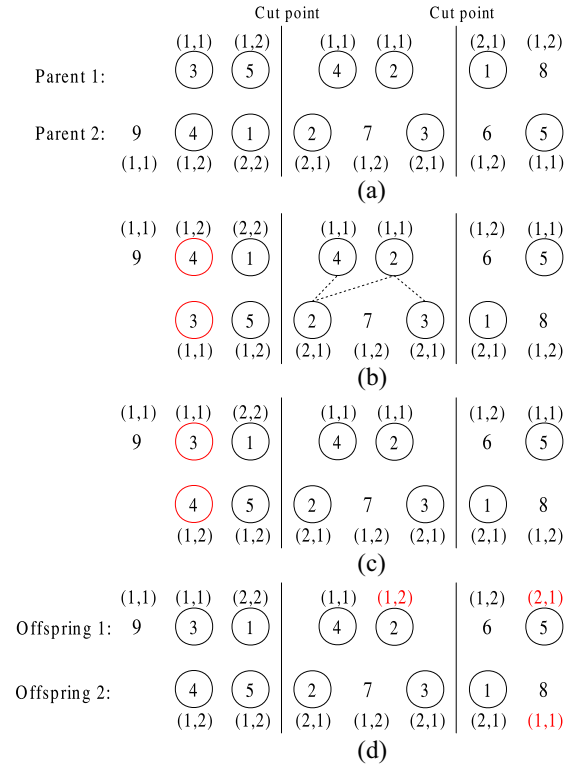 Cut point Cut point
(1,1) (1,2) (1,1) (1,1) (2,1) (1,2)
Parent 1: 3 5 4 2 1 8
Parent 2: 9 4 1 2 7 3 6 5
(1,1) (1,2) (2,2) (2,1) (1,2) (2,1) (1,2) (1,1)
(a)
(1,1) (1,2) (2,2) (1,1) (1,1) (1,2) (1,1)
9 4 1 4 2 6 5
3 5 2 7 3 1 8
(1,1) (1,2) (2,1) (1,2) (2,1) (2,1) (1,2)
(b)
(1,1) (1,1) (2,2) (1,1) (1,1) (1,2) (1,1)
9 3 1 4 2 6 5
4 5 2 7 3 1 8
(1,2) (1,2) (2,1) (1,2) (2,1) (2,1) (1,2)
(c)
(1,1) (1,1) (2,2) (1,1) (1,2) (1,2) (2,1)
Offspring 1: 9 3 1 4 2 6 5
Offspring 2: 4 5 2 7 3 1 8
(1,2) (1,2) (2,1) (1,2) (2,1) (2,1) (1,1)
(d)